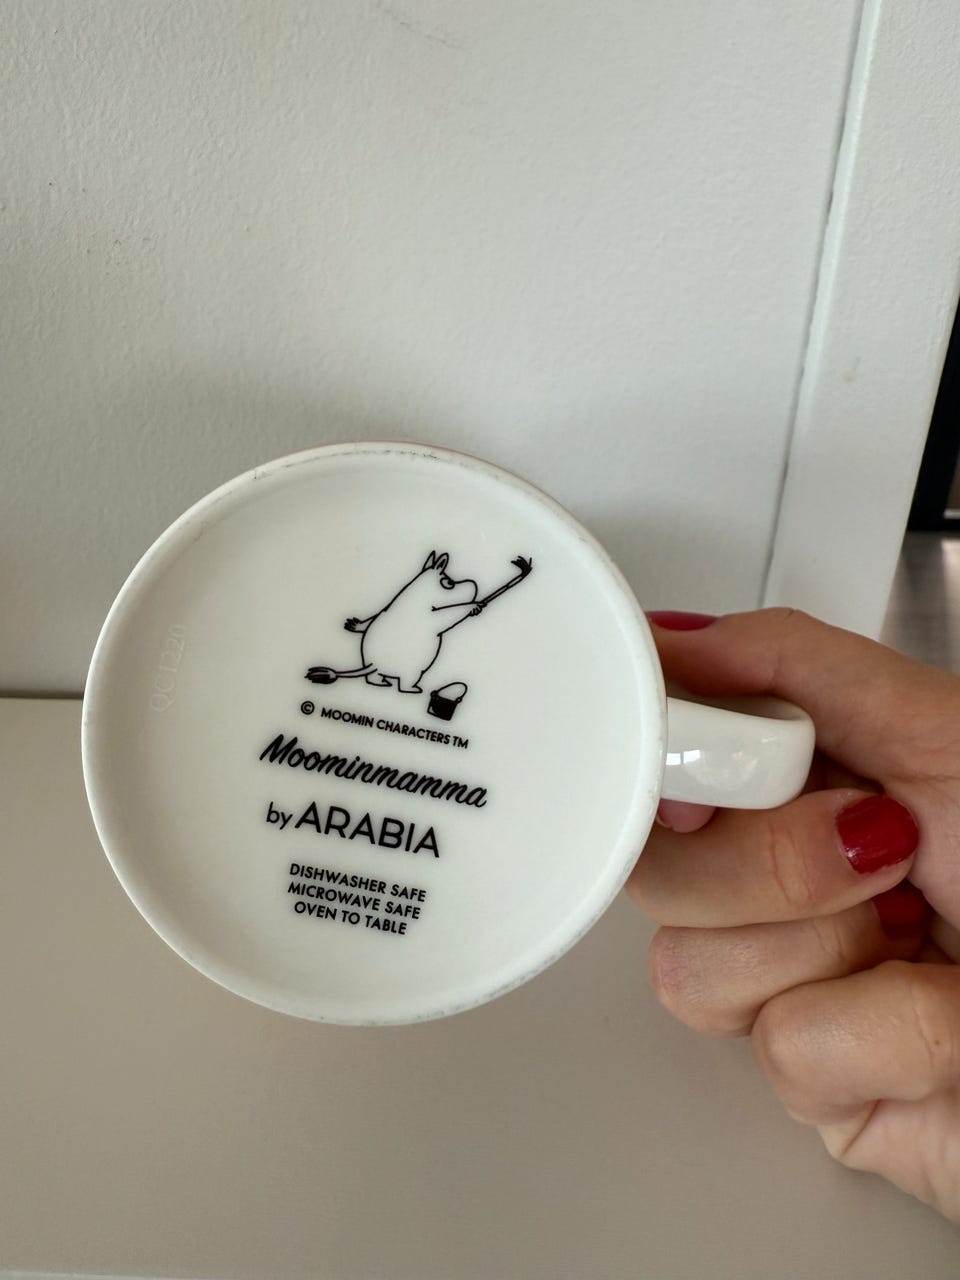 © MOOMIN CHARACTERS TM
Moominmamma
by ARABIA
DISHWASHER SAFE
MICROWAVE SAFE
OVEN TO TABLE